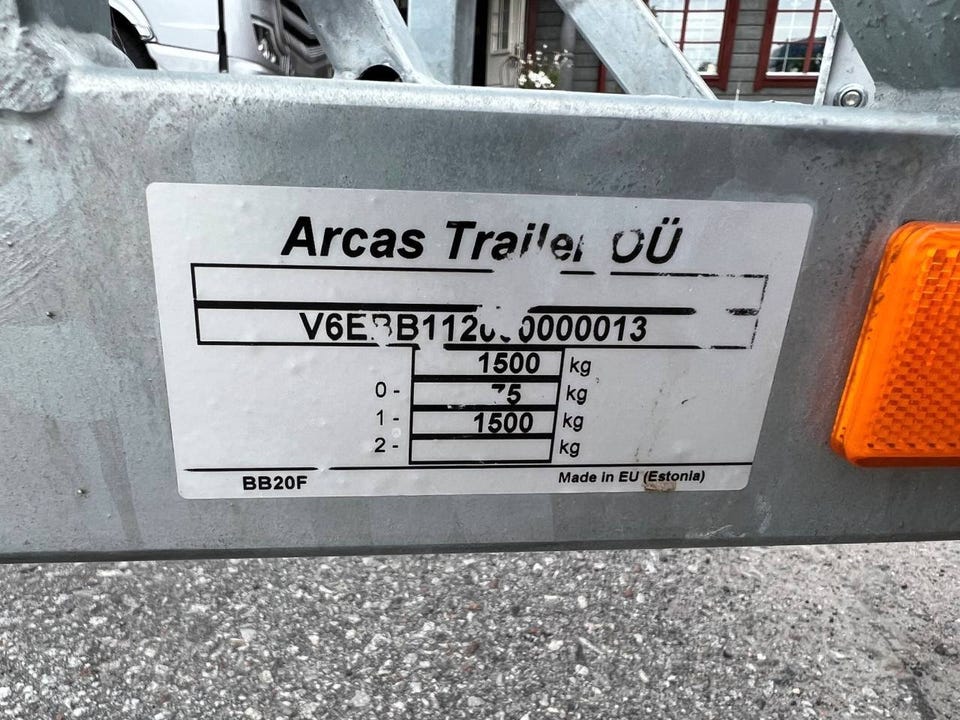 Arcas Trailer OÜ
1500 kg
0 - 75 kg
1 - 1500 kg
2 - kg
BB20F Made in EU (Estonia)